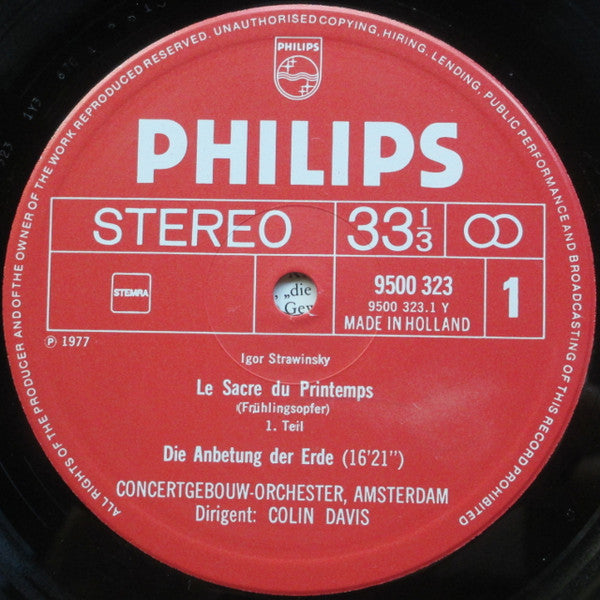 ALL RIGHTS OF THE PRODUCER AND OF THE OWNER OF THE WORK REPRODUCED RESERVED. UNAUTHORISED COPYING, HIRING, LENDING, PUBLIC PERFORMANCE AND BROADCASTING OF THIS RECORD PROHIBITED
PHILIPS
PHILIPS
STEREO
33 1/3
STEMRA
, „die
Gey
9500 323
9500 323.1 Y
MADE IN HOLLAND
1
Ⓟ 1977
Igor Strawinsky
Le Sacre du Printemps
(Frühlingsopfer)
1. Teil
Die Anbetung der Erde (16'21")
CONCERTGEBOUW-ORCHESTER, AMSTERDAM
Dirigent: COLIN DAVIS